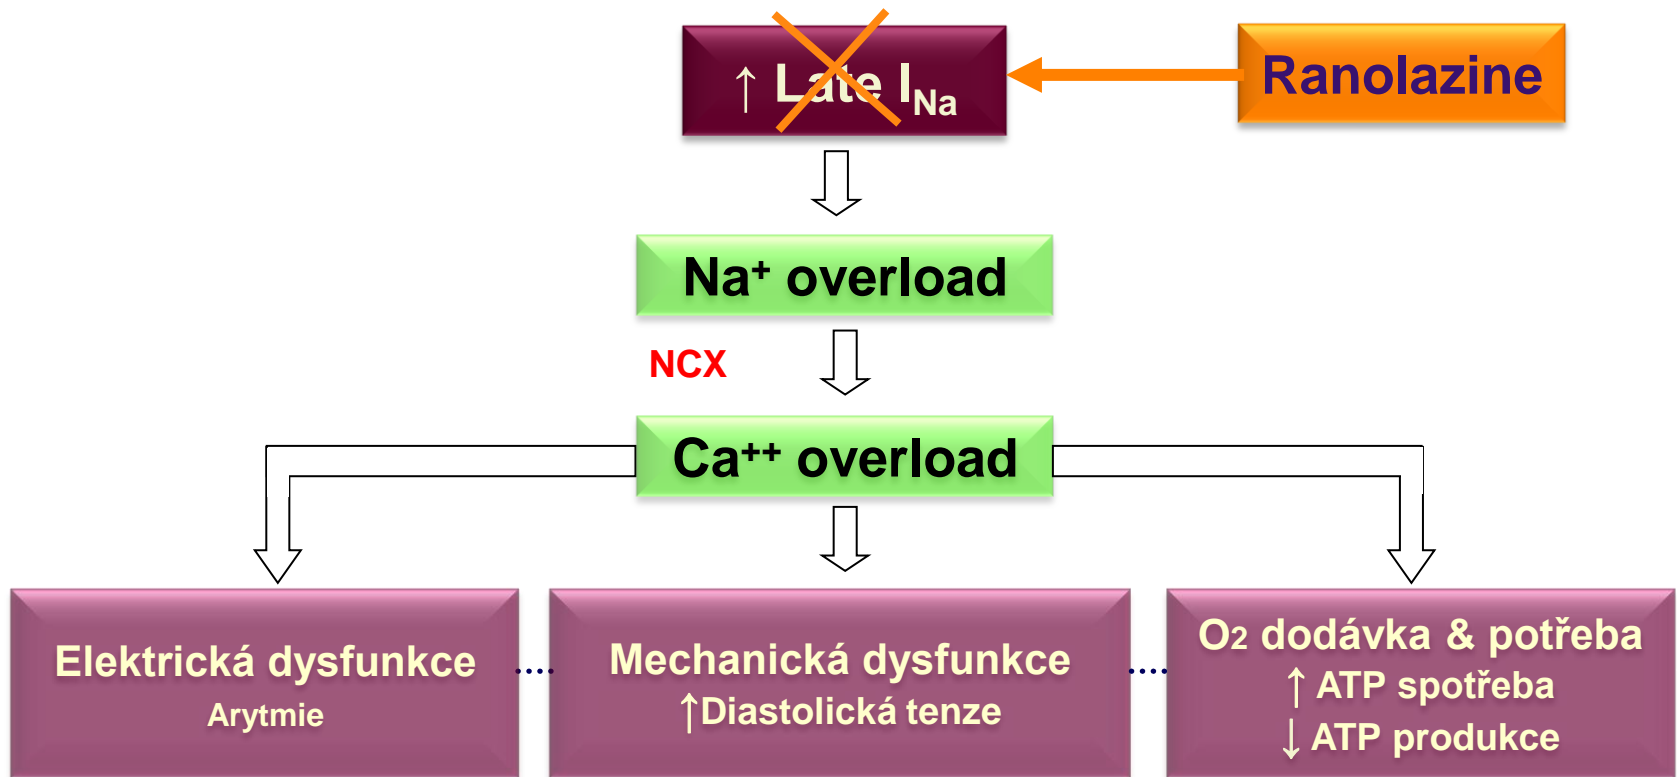 ↑ Late I_Na
Ranolazine
Na⁺ overload
NCX
Ca⁺⁺ overload
Elektrická dysfunkce
Arytmie
Mechanická dysfunkce
↑Diastolická tenze
O2 dodávka & potřeba
↑ ATP spotřeba
↓ ATP produkce